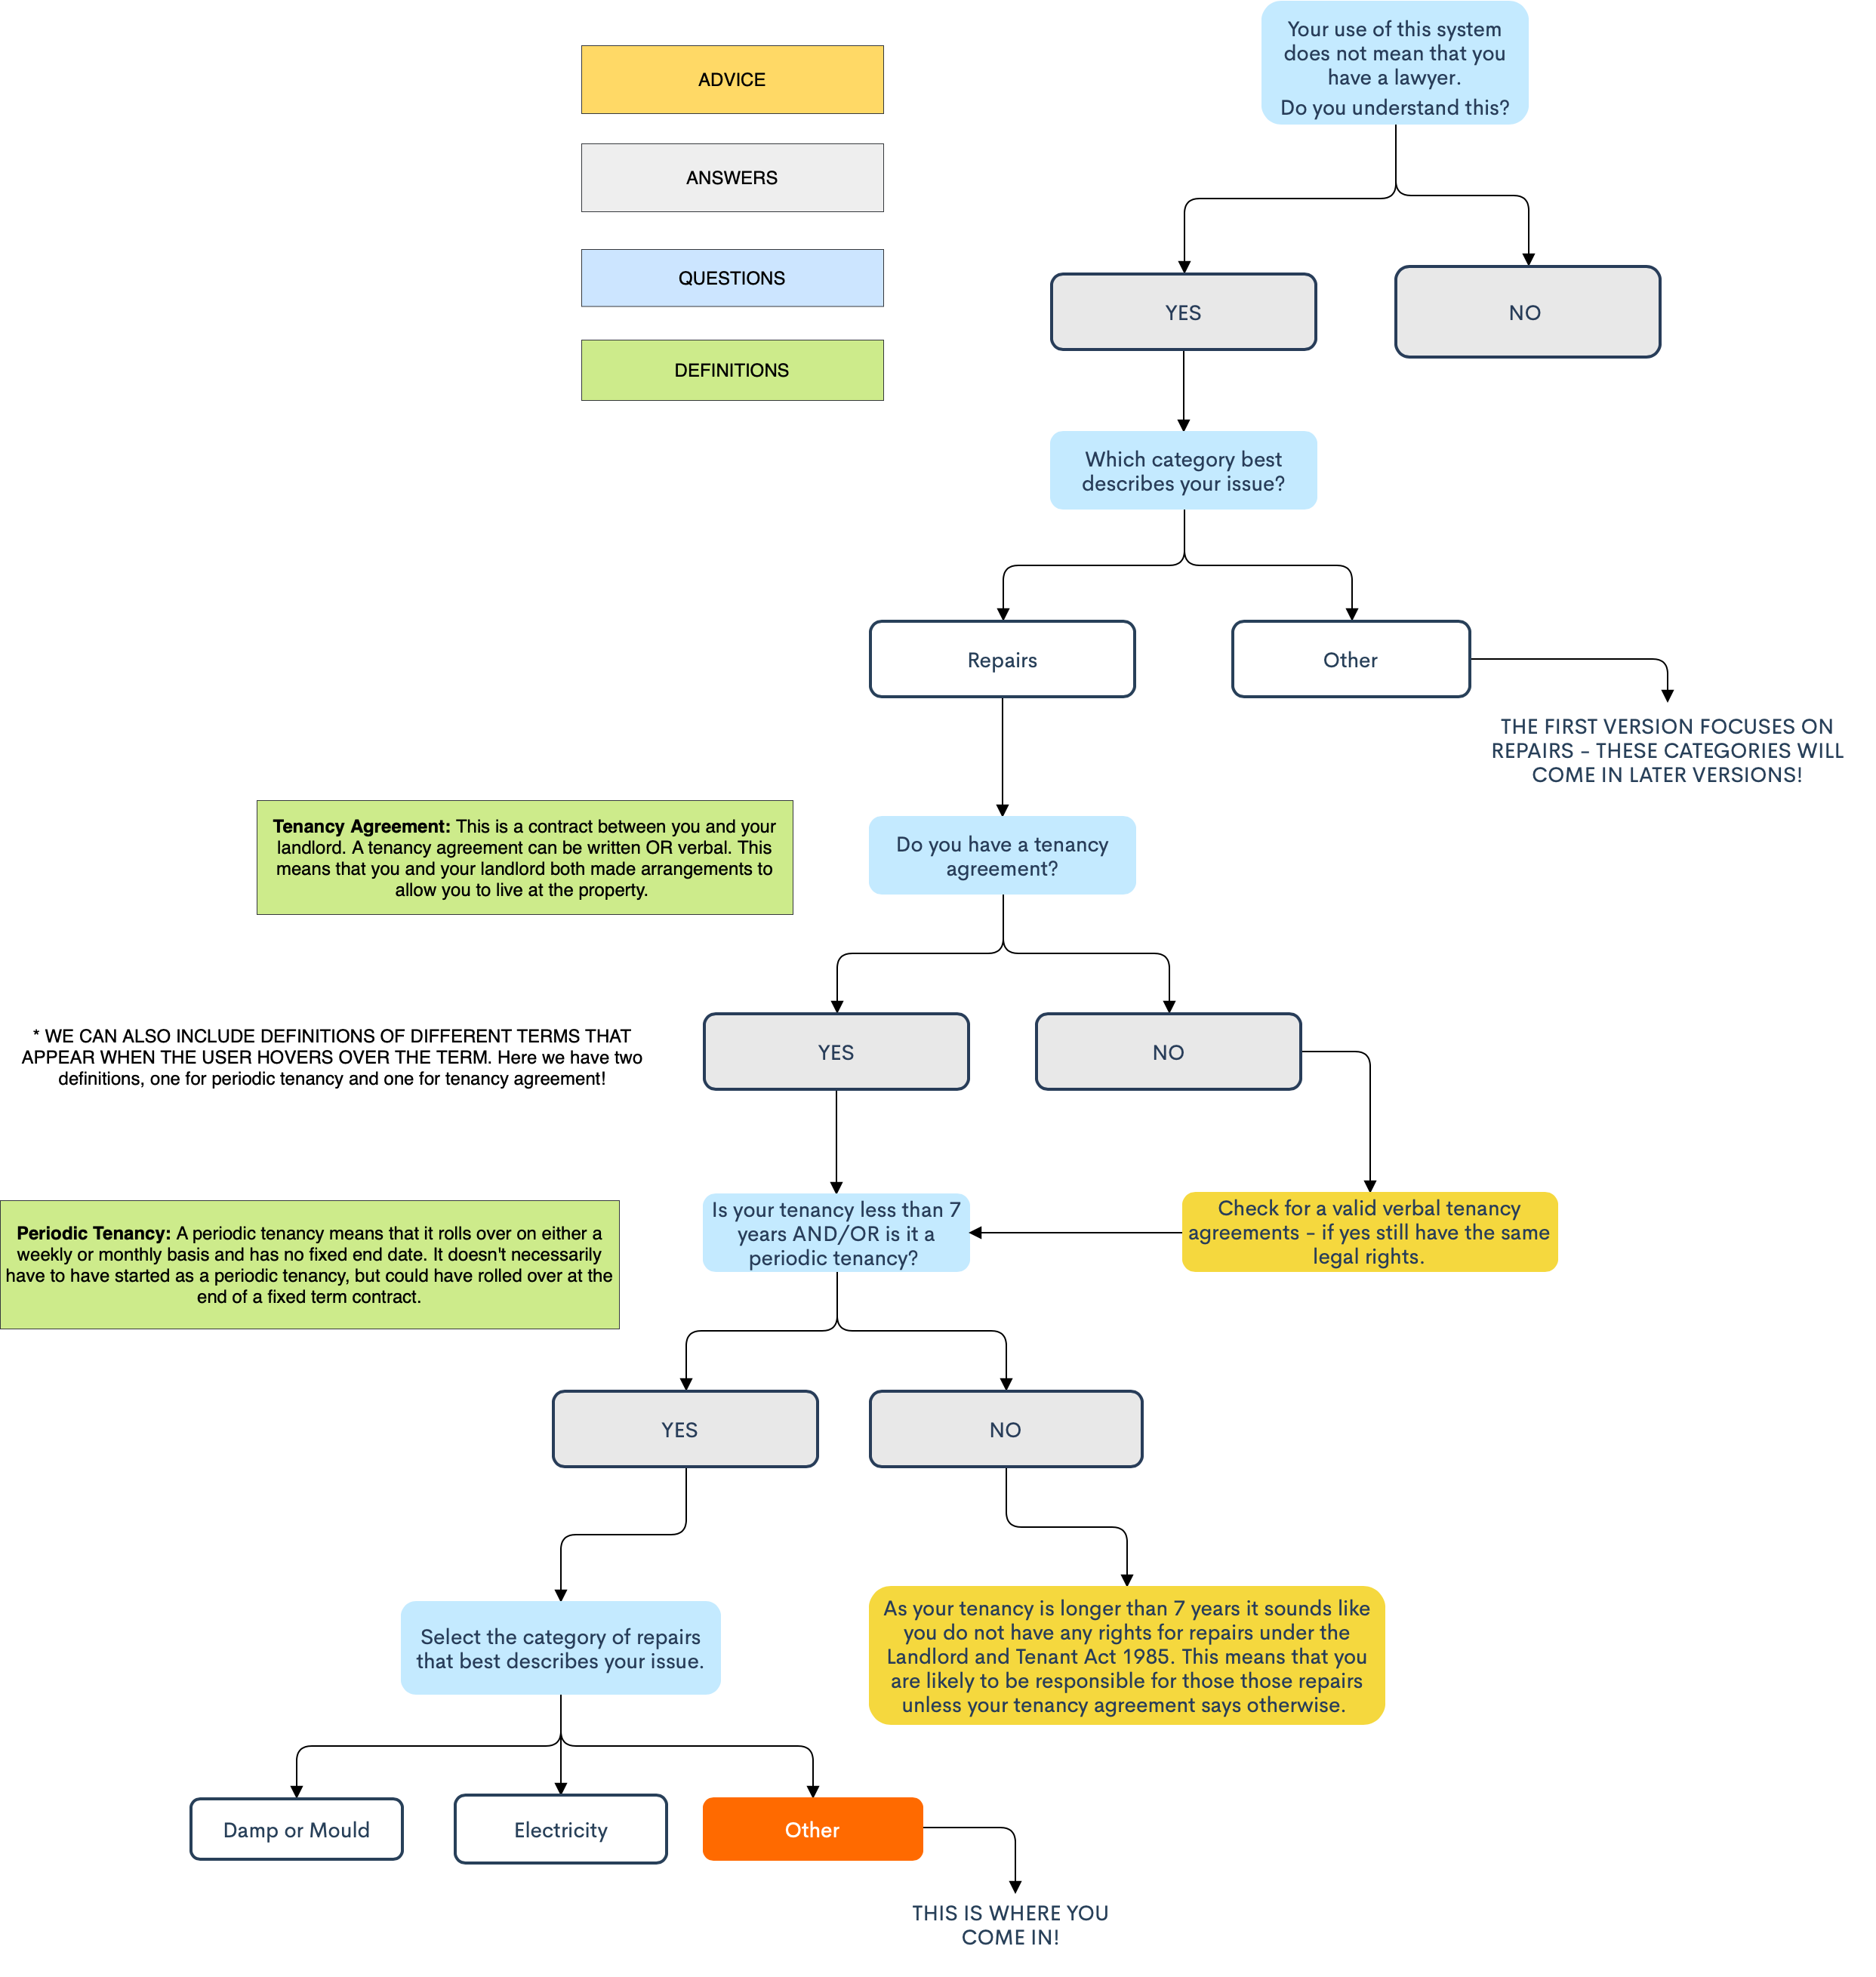 Your use of this system
does not mean that you
have a lawyer.
Do you understand this?
ADVICE
ANSWERS
QUESTIONS
DEFINITIONS
YES
NO
Which category best
describes your issue?
Repairs
Other
THE FIRST VERSION FOCUSES ON
REPAIRS - THESE CATEGORIES WILL
COME IN LATER VERSIONS!
Tenancy Agreement: This is a contract between you and your
landlord. A tenancy agreement can be written OR verbal. This
means that you and your landlord both made arrangements to
allow you to live at the property.
Do you have a tenancy
agreement?
* WE CAN ALSO INCLUDE DEFINITIONS OF DIFFERENT TERMS THAT
APPEAR WHEN THE USER HOVERS OVER THE TERM. Here we have two
definitions, one for periodic tenancy and one for tenancy agreement!
YES
NO
Periodic Tenancy: A periodic tenancy means that it rolls over on either a
weekly or monthly basis and has no fixed end date. It doesn't necessarily
have to have started as a periodic tenancy, but could have rolled over at the
end of a fixed term contract.
Is your tenancy less than 7
years AND/OR is it a
periodic tenancy?
Check for a valid verbal tenancy
agreements - if yes still have the same
legal rights.
YES
NO
Select the category of repairs
that best describes your issue.
As your tenancy is longer than 7 years it sounds like
you do not have any rights for repairs under the
Landlord and Tenant Act 1985. This means that you
are likely to be responsible for those those repairs
unless your tenancy agreement says otherwise.
Damp or Mould
Electricity
Other
THIS IS WHERE YOU
COME IN!